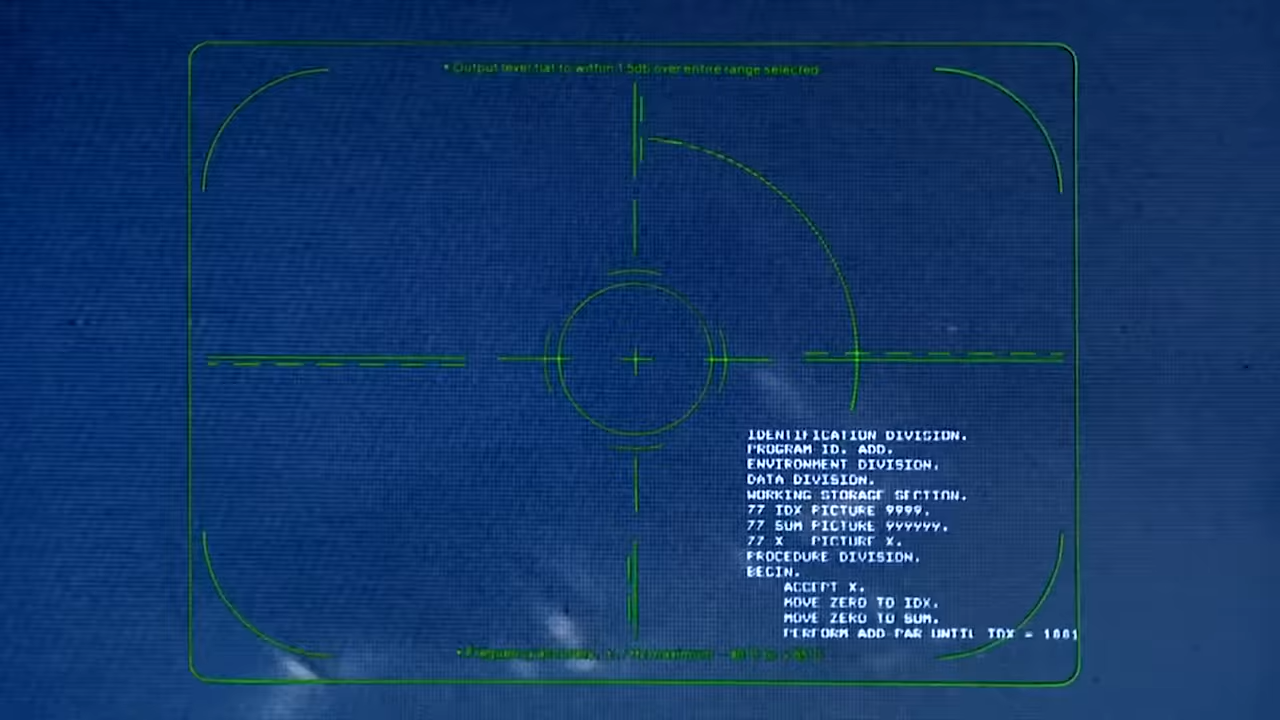 • Output level flat to within 1.5db over entire range selected
IDENTIFICATION DIVISION.
PROGRAM ID. ADD.
ENVIRONMENT DIVISION.
DATA DIVISION.
WORKING STORAGE SECTION.
77 IDX PICTURE 9999.
77 SUM PICTURE 999999.
77 X   PICTURE X.
PROCEDURE DIVISION.
BEGIN.
ACCEPT X.
MOVE ZERO TO IDX.
MOVE ZERO TO SUM.
PERFORM ADD PAR UNTIL IDX = 1001
• Frequency